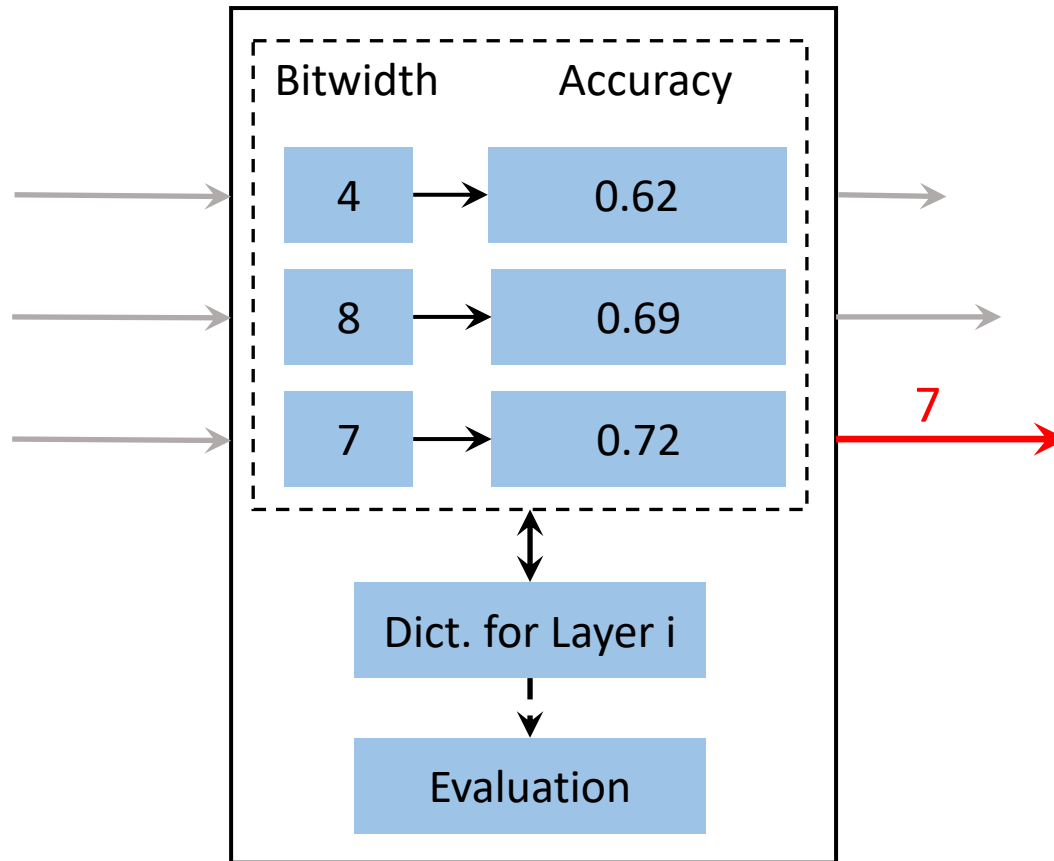 Bitwidth Accuracy
4 0.62
8 0.69
7 0.72
7
Dict. for Layer i
Evaluation